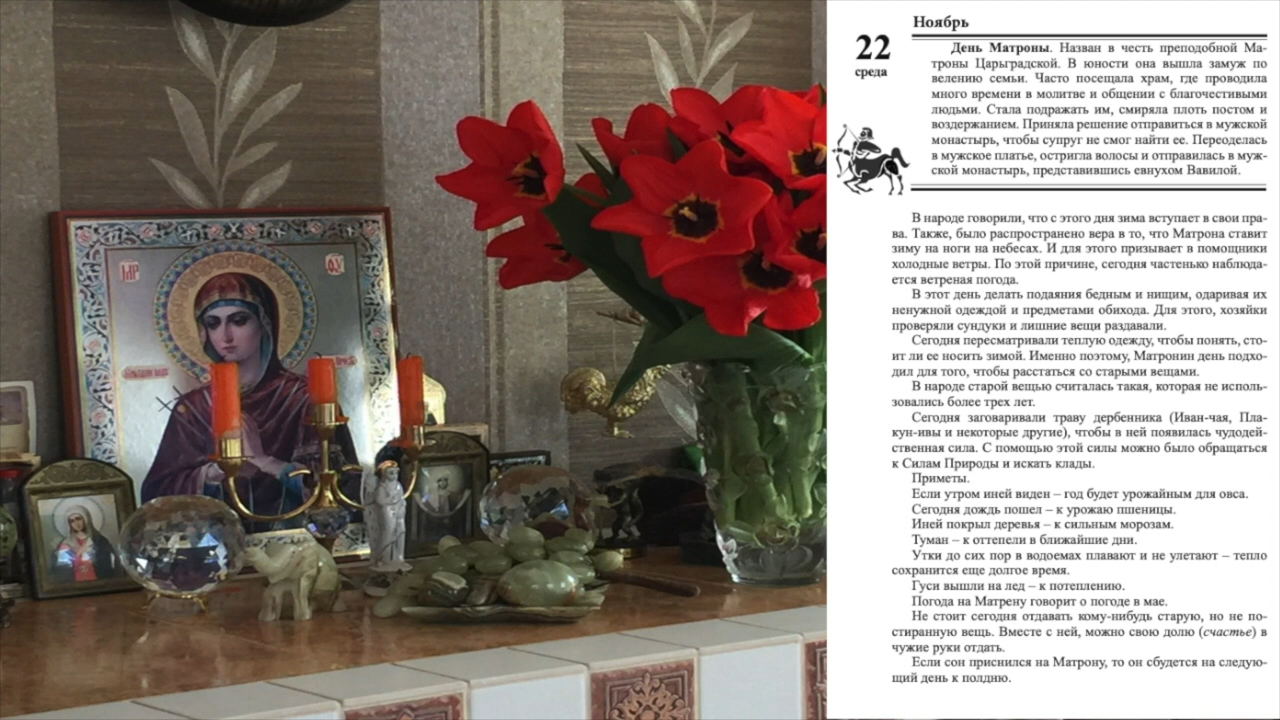 Ноябрь
22
среда
День Матроны. Назван в честь преподобной Ма-
троны Царьградской. В юности она вышла замуж по
велению семьи. Часто посещала храм, где проводила
много времени в молитве и общении с благочестивыми
людьми. Стала подражать им, смиряла плоть постом и
воздержанием. Приняла решение отправиться в мужской
монастырь, чтобы супруг не смог найти ее. Переоделась
в мужское платье, остригла волосы и отправилась в муж-
ской монастырь, представившись евнухом Вавилой.
В народе говорили, что с этого дня зима вступает в свои пра-
ва. Также, было распространено вера в то, что Матрона ставит
зиму на ноги на небесах. И для этого призывает в помощники
холодные ветры. По этой причине, сегодня частенько наблюда-
ется ветреная погода.
В этот день делать подаяния бедным и нищим, одаривая их
ненужной одеждой и предметами обихода. Для этого, хозяйки
проверяли сундуки и лишние вещи раздавали.
Сегодня пересматривали теплую одежду, чтобы понять, сто-
ит ли ее носить зимой. Именно поэтому, Матронин день подхо-
дил для того, чтобы расстаться со старыми вещами.
В народе старой вещью считалась такая, которая не исполь-
зовались более трех лет.
Сегодня заговаривали траву дербенника (Иван-чая, Пла-
кун-ивы и некоторые другие), чтобы в ней появилась чудодей-
ственная сила. С помощью этой силы можно было обращаться
к Силам Природы и искать клады.
Приметы.
Если утром иней виден – год будет урожайным для овса.
Сегодня дождь пошел – к урожаю пшеницы.
Иней покрыл деревья – к сильным морозам.
Туман – к оттепели в ближайшие дни.
Утки до сих пор в водоемах плавают и не улетают – тепло
сохранится еще долгое время.
Гуси вышли на лед – к потеплению.
Погода на Матрену говорит о погоде в мае.
Не стоит сегодня отдавать кому-нибудь старую, но не по-
стиранную вещь. Вместе с ней, можно свою долю (счастье) в
чужие руки отдать.
Если сон приснился на Матрону, то он сбудется на следую-
щий день к полдню.